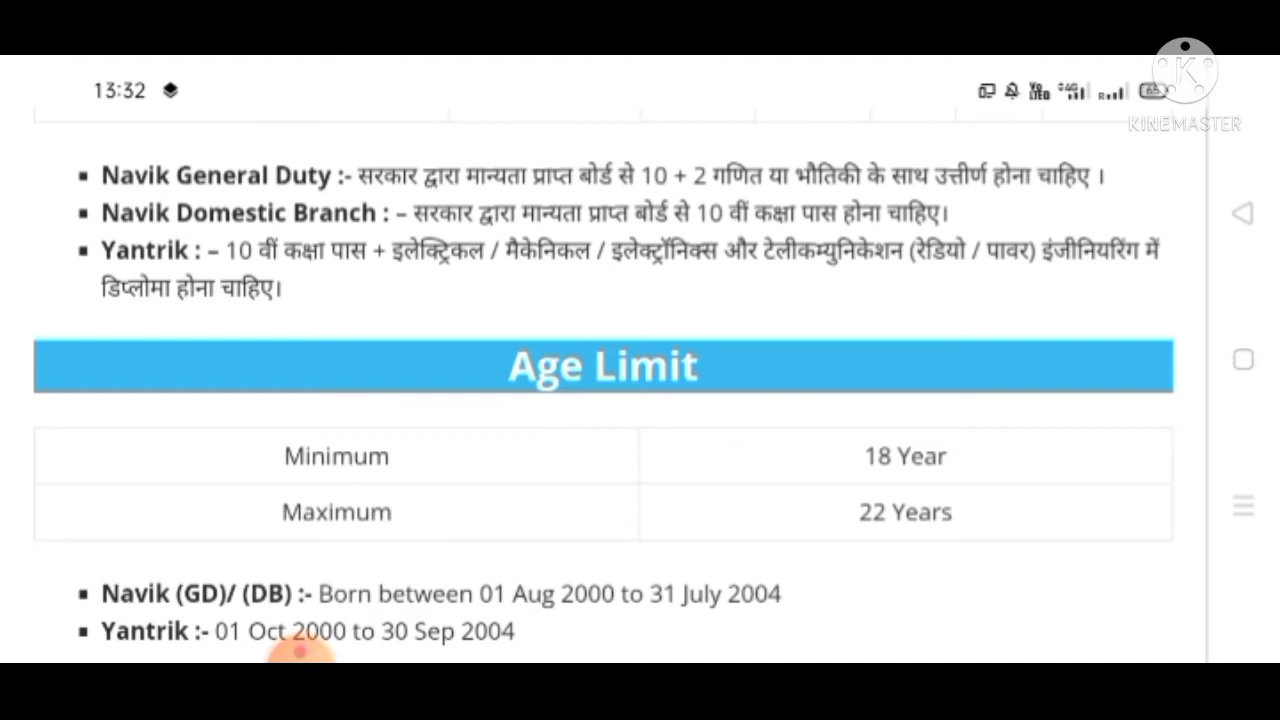 13:32
KINEMASTER
Navik General Duty :- सरकार द्वारा मान्यता प्राप्त बोर्ड से 10 + 2 गणित या भौतिकी के साथ उत्तीर्ण होना चाहिए ।
Navik Domestic Branch : – सरकार द्वारा मान्यता प्राप्त बोर्ड से 10 वीं कक्षा पास होना चाहिए।
Yantrik : – 10 वीं कक्षा पास + इलेक्ट्रिकल / मैकेनिकल / इलेक्ट्रॉनिक्स और टेलीकम्युनिकेशन (रेडियो / पावर) इंजीनियरिंग में
डिप्लोमा होना चाहिए।
Age Limit
Minimum 18 Year
Maximum 22 Years
Navik (GD)/ (DB) :- Born between 01 Aug 2000 to 31 July 2004
Yantrik :- 01 Oct 2000 to 30 Sep 2004